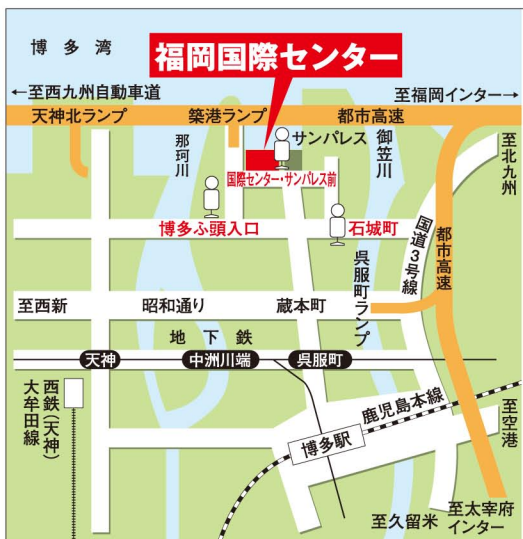 博多湾
福岡国際センター
←至西九州自動車道
至福岡インター→
天神北ランプ
築港ランプ
都市高速
那珂川
サンパレス
御笠川
至北九州
国際センター・サンパレス前
博多ふ頭入口
石城町
国道3号線
都市高速
呉服町ランプ
至西新
昭和通り
蔵本町
地下鉄
天神
中洲川端
呉服町
西鉄(天神)
大牟田線
鹿児島本線
博多駅
至空港
至久留米
至太宰府
インター